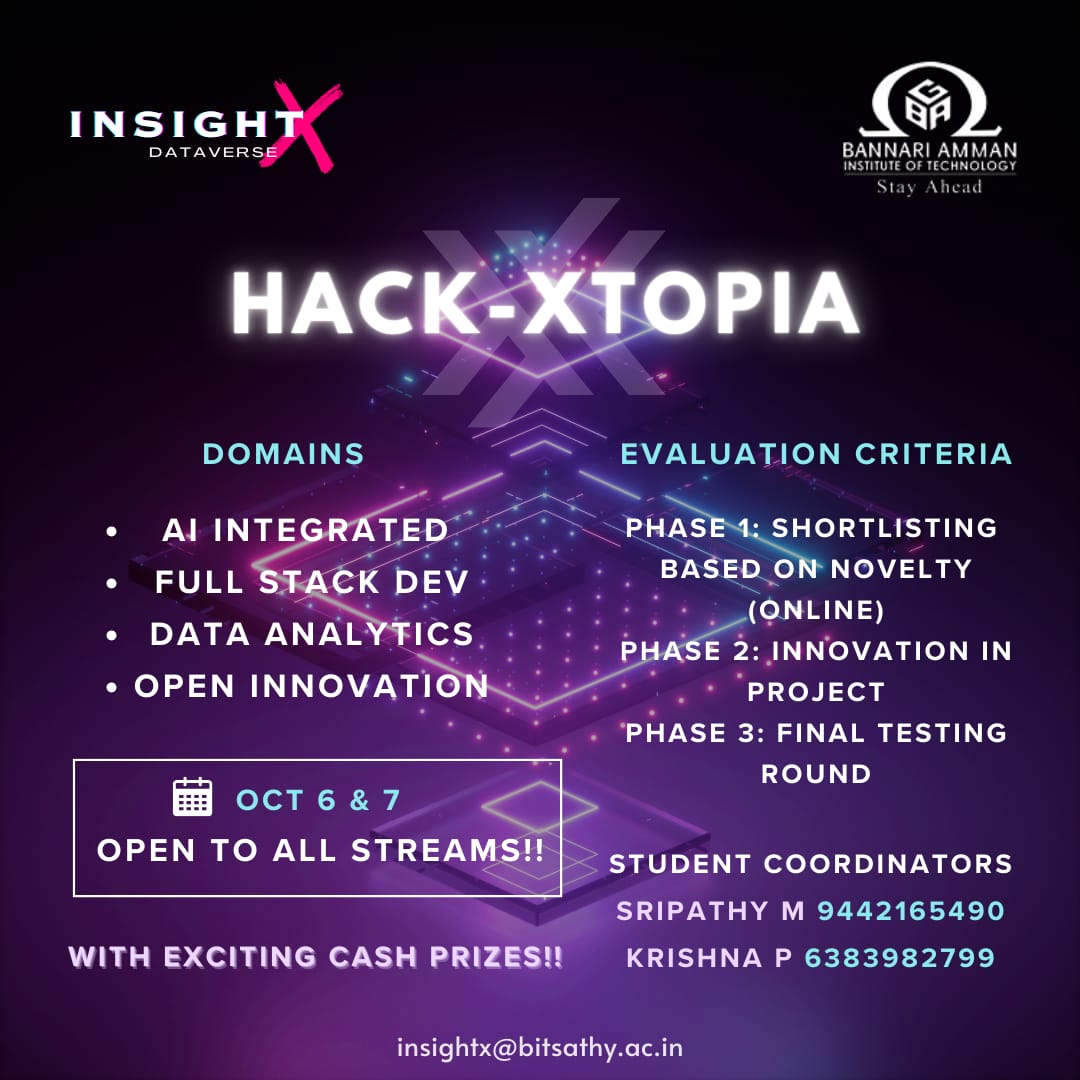 INSIGHTX
DATAVERSE
GBA
BANNARI AMMAN
INSTITUTE OF TECHNOLOGY
Stay Ahead
HACK-XTOPIA
DOMAINS
• AI INTEGRATED
• FULL STACK DEV
• DATA ANALYTICS
• OPEN INNOVATION
EVALUATION CRITERIA
PHASE 1: SHORTLISTING
BASED ON NOVELTY
(ONLINE)
PHASE 2: INNOVATION IN
PROJECT
PHASE 3: FINAL TESTING
ROUND
OCT 6 & 7
OPEN TO ALL STREAMS!!
WITH EXCITING CASH PRIZES!!
STUDENT COORDINATORS
SRIPATHY M 9442165490
KRISHNA P 6383982799
insightx@bitsathy.ac.in